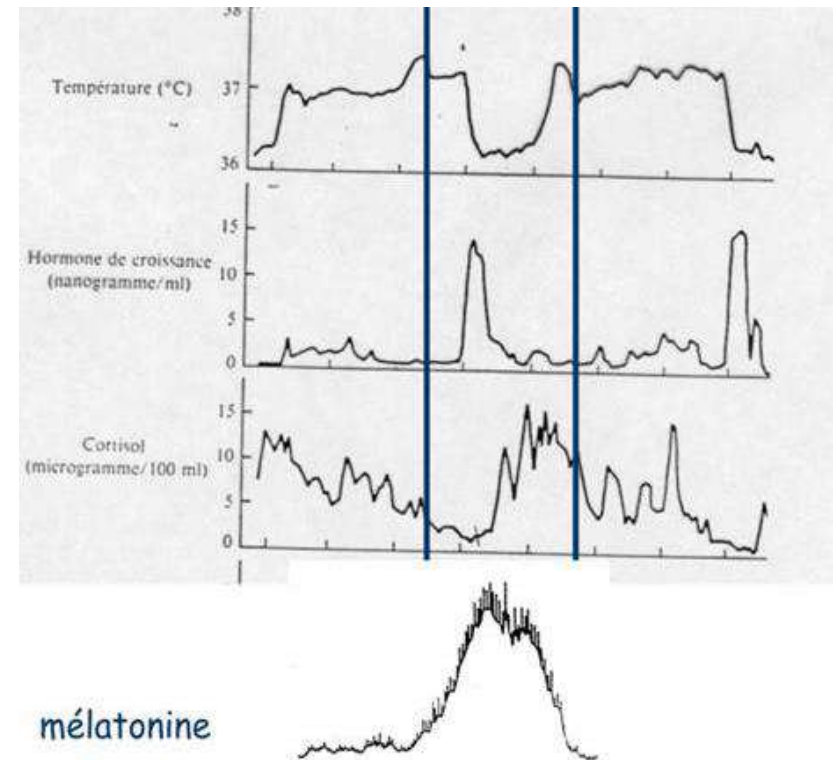 38
Température (°C)
37
36
15
Hormone de croissance
10
(nanogramme/ml)
5
0
15
Cortisol
10
(microgramme/100 ml)
5
0
mélatonine